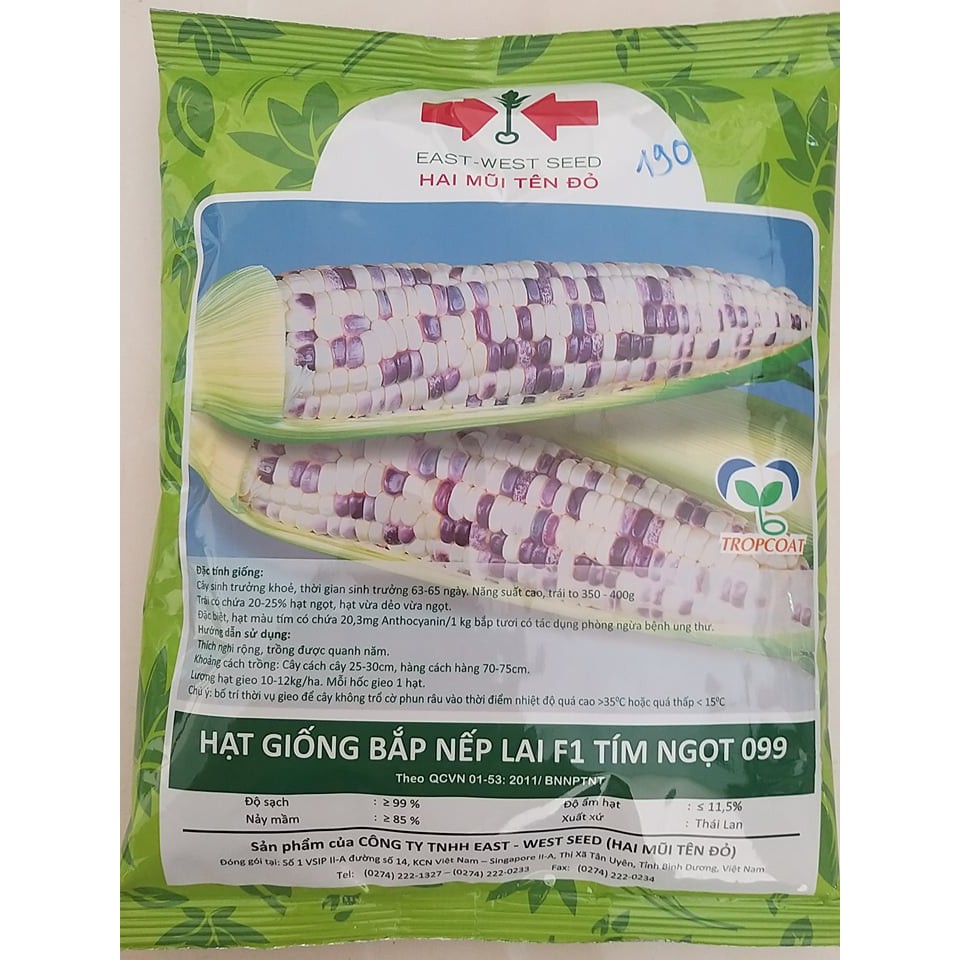 EAST-WEST SEED
HAI MŨI TÊN ĐỎ
190
TROPCOAT
Đặc tính giống:
Cây sinh trưởng khoẻ, thời gian sinh trưởng 63-65 ngày. Năng suất cao, trái to 350 - 400g
Trái có chứa 20-25% hạt ngọt, hạt vừa dẻo vừa ngọt.
Đặc biệt, hạt màu tím có chứa 20,3mg Anthocyanin/1 kg bắp tươi có tác dụng phòng ngừa bệnh ung thư.
Hướng dẫn sử dụng:
Thích nghi rộng, trồng được quanh năm.
Khoảng cách trồng: Cây cách cây 25-30cm, hàng cách hàng 70-75cm.
Lượng hạt gieo 10-12kg/ha. Mỗi hốc gieo 1 hạt.
Chú ý: bố trí thời vụ gieo để cây không trổ cờ phun râu vào thời điểm nhiệt độ quá cao >35⁰C hoặc quá thấp < 15⁰C
HẠT GIỐNG BẮP NẾP LAI F1 TÍM NGỌT 099
Theo QCVN 01-53: 2011/ BNNPTNT
Độ sạch : ≥ 99 % Độ ẩm hạt : ≤ 11,5%
Nảy mầm : ≥ 85 % Xuất xứ : Thái Lan
Sản phẩm của CÔNG TY TNHH EAST - WEST SEED (HAI MŨI TÊN ĐỎ)
Đóng gói tại: Số 1 VSIP II-A đường số 14, KCN Việt Nam – Singapore II-A, Thị Xã Tân Uyên, Tỉnh Bình Dương, Việt Nam
Tel: (0274) 222-1327 – (0274) 222-0233 Fax: (0274) 222-0234